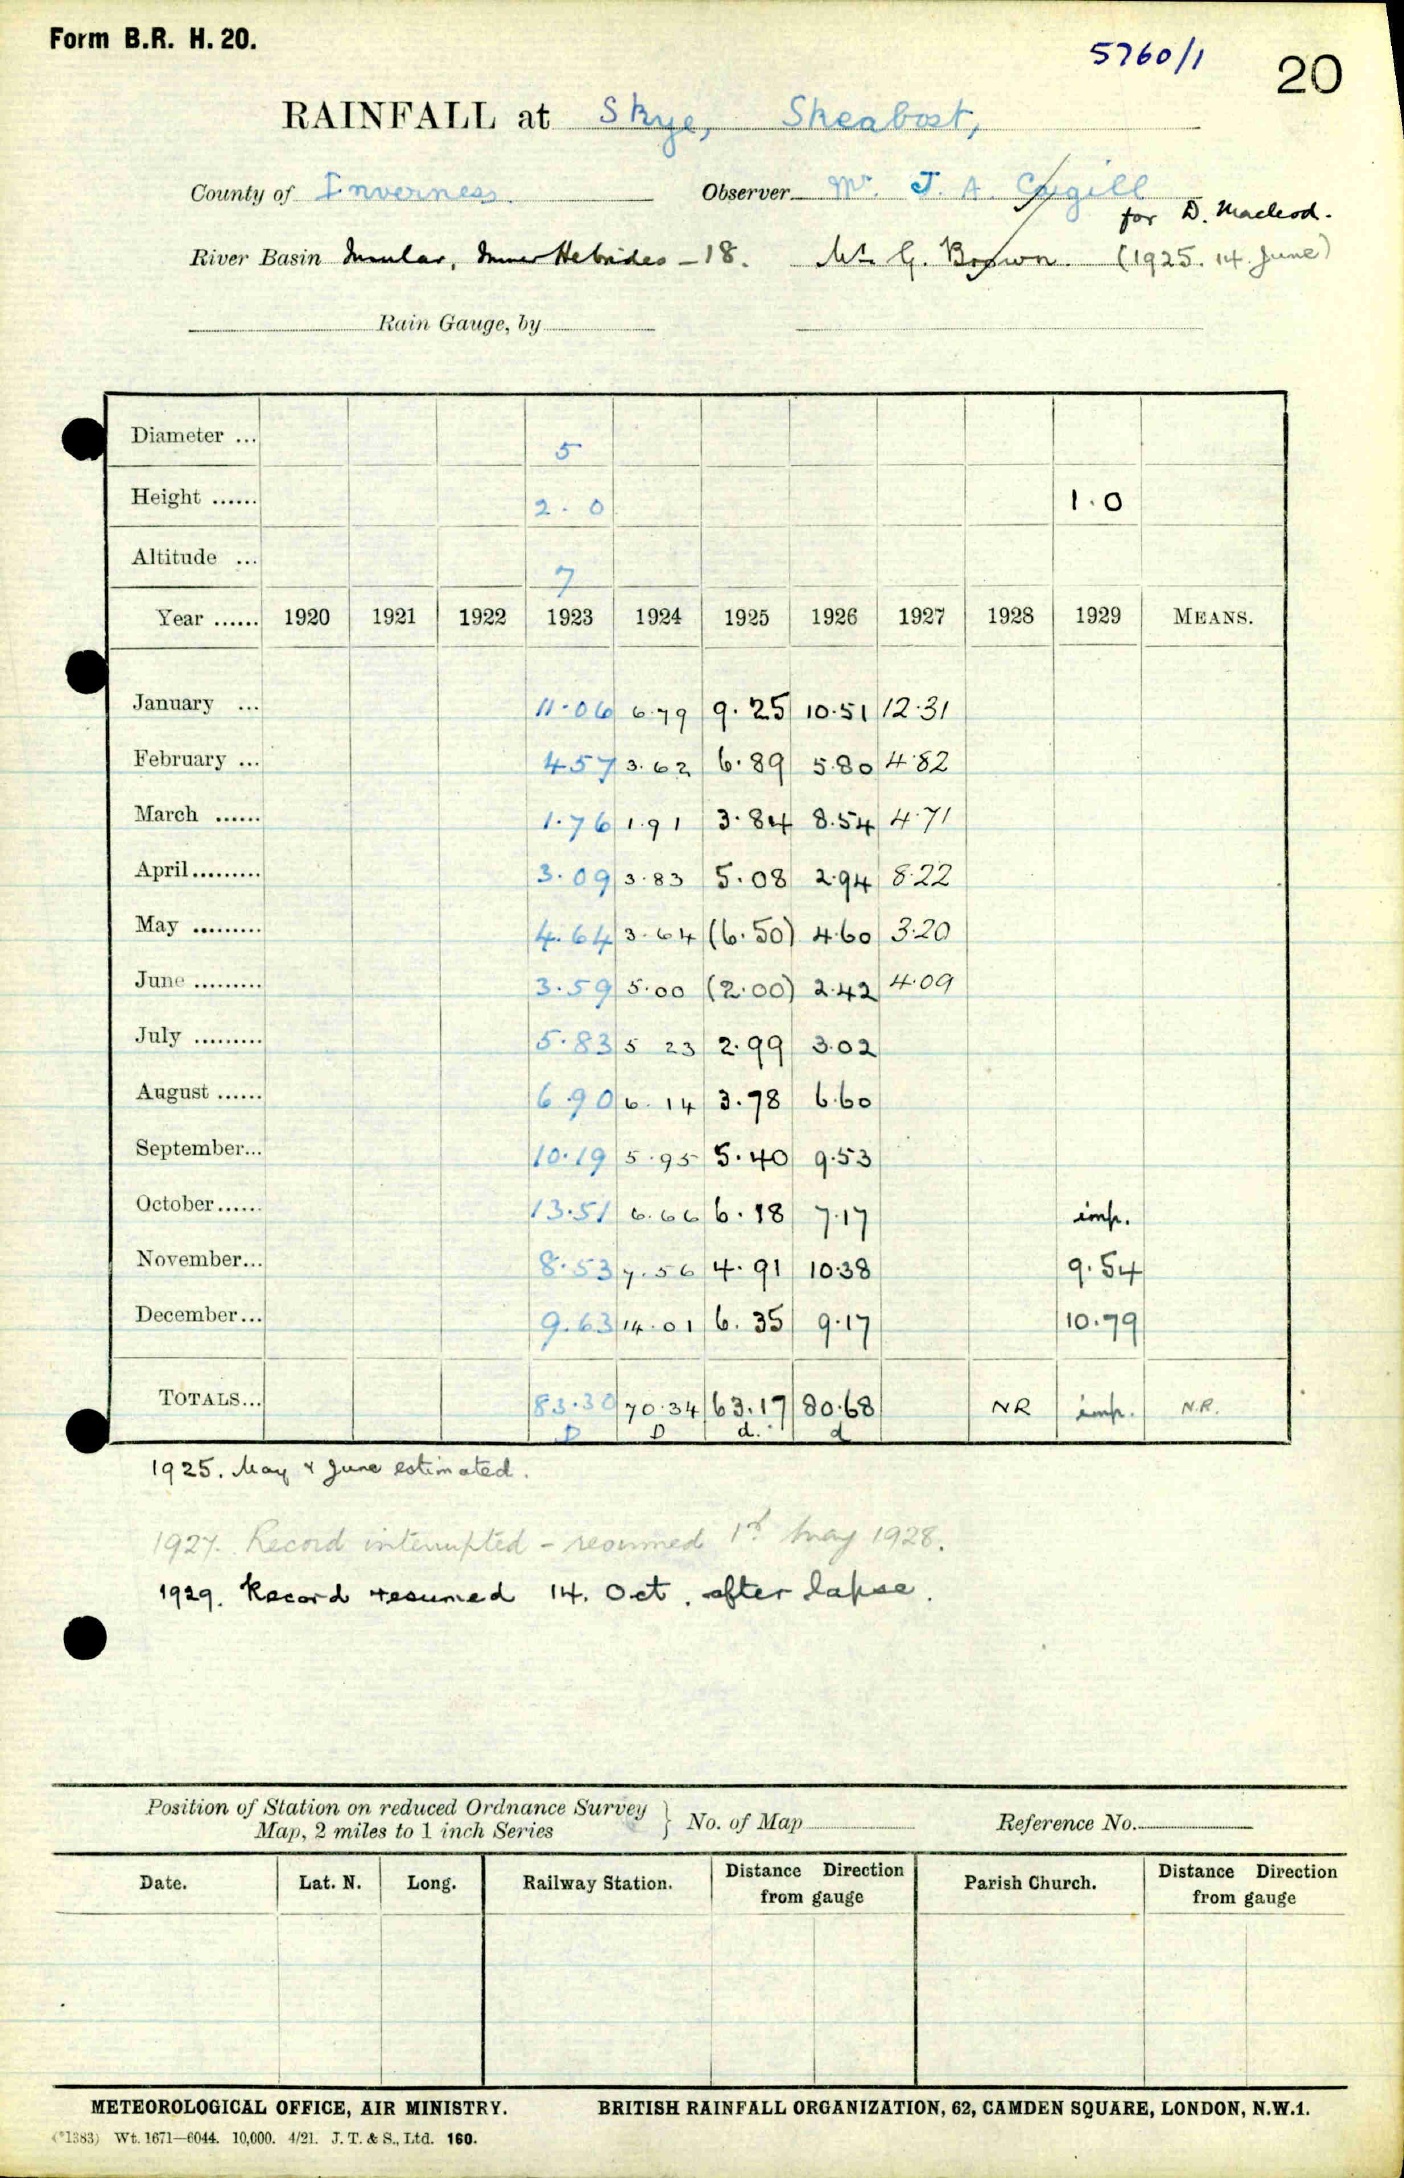 Form B.R. H. 20.
5760/1
20
RAINFALL at Skye, Skeabost,
County of Inverness. Observer Mr. J. A. Cugill
for D. Macleod.
River Basin Insular, Inner Hebrides - 18. Mr. G. Brown. (1925. 14. June)
Rain Gauge, by
Diameter ... 5
Height ...... 2.0 1.0
Altitude ... 7
Year ...... 1920 1921 1922 1923 1924 1925 1926 1927 1928 1929 MEANS.
January ... 11.06 6.79 9.25 10.51 12.31
February ... 4.57 3.62 6.89 5.80 4.82
March ...... 1.76 1.91 3.84 8.54 4.71
April......... 3.09 3.83 5.08 2.94 8.22
May ......... 4.64 3.64 (6.50) 4.60 3.20
June ......... 3.59 5.00 (2.00) 2.42 4.09
July ......... 5.83 5 23 2.99 3.02
August ...... 6.90 6.14 3.78 6.60
September... 10.19 5.95 5.40 9.53
October...... 13.51 6.66 6.18 7.17 imp.
November... 8.53 7.56 4.91 10.38 9.54
December... 9.63 14.01 6.35 9.17 10.79
TOTALS... 83.30 70.34 63.17 80.68 NR imp. N.R.
D D d. d
1925. May & June estimated.
1927. Record interrupted - resumed 1st May 1928.
1929. Record resumed 14. Oct. after lapse.
Position of Station on reduced Ordnance Survey
Map, 2 miles to 1 inch Series } No. of Map Reference No.
Date. Lat. N. Long. Railway Station. Distance Direction from gauge Parish Church. Distance Direction from gauge
METEOROLOGICAL OFFICE, AIR MINISTRY. BRITISH RAINFALL ORGANIZATION, 62, CAMDEN SQUARE, LONDON, N.W.1.
(*1383) Wt. 1671—6044. 10,000. 4/21. J. T. & S., Ltd. 160.